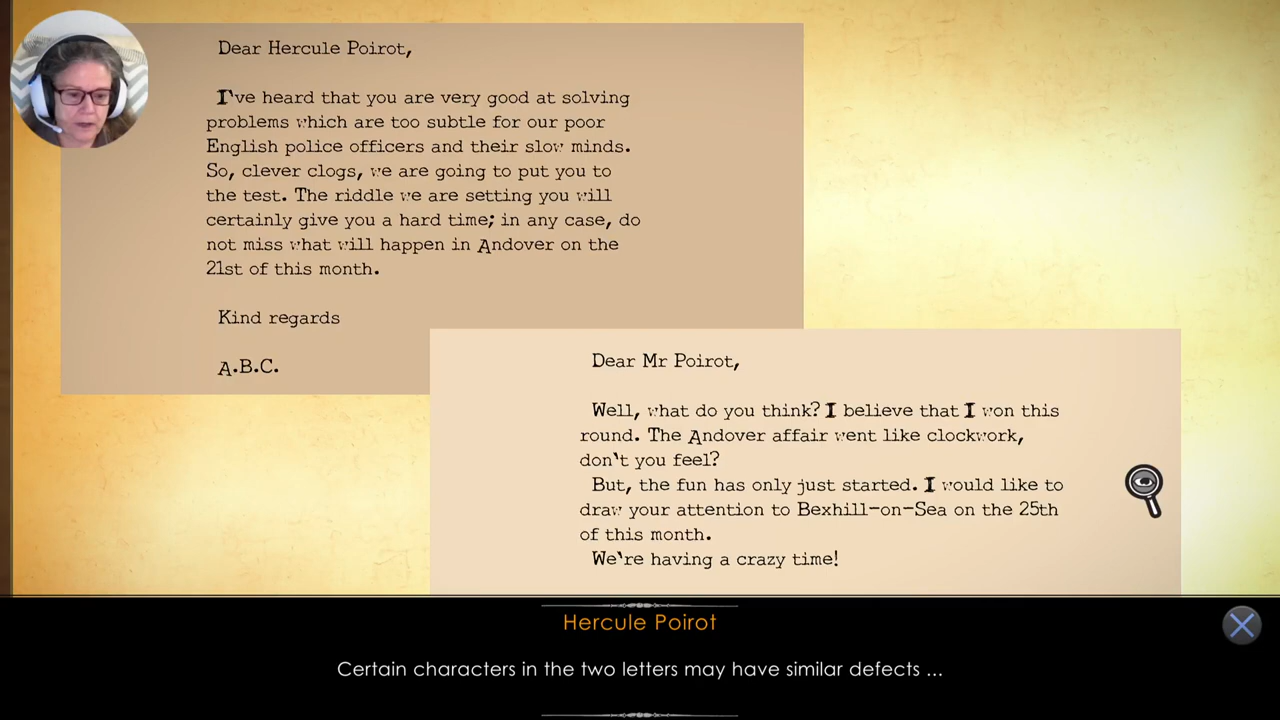 Dear Hercule Poirot,
I've heard that you are very good at solving
problems which are too subtle for our poor
English police officers and their slow minds.
So, clever clogs, we are going to put you to
the test. The riddle we are setting you will
certainly give you a hard time; in any case, do
not miss what will happen in Andover on the
21st of this month.
Kind regards
A.B.C.
Dear Mr Poirot,
Well, what do you think? I believe that I won this
round. The Andover affair went like clockwork,
don't you feel?
But, the fun has only just started. I would like to
draw your attention to Bexhill-on-Sea on the 25th
of this month.
We're having a crazy time!
Hercule Poirot
Certain characters in the two letters may have similar defects ...